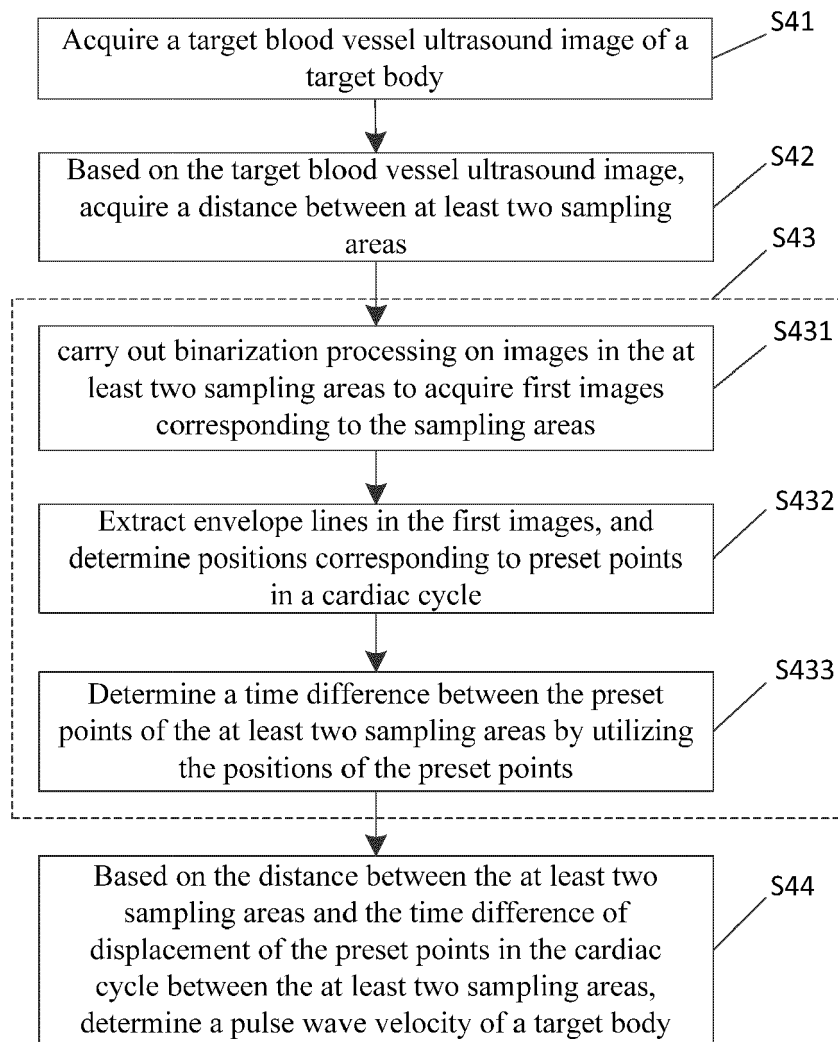 Acquire a target blood vessel ultrasound image of a
target body
S41
Based on the target blood vessel ultrasound image,
acquire a distance between at least two sampling
areas
S42
S43
carry out binarization processing on images in the at
least two sampling areas to acquire first images
corresponding to the sampling areas
S431
Extract envelope lines in the first images, and
determine positions corresponding to preset points
in a cardiac cycle
S432
Determine a time difference between the preset
points of the at least two sampling areas by utilizing
the positions of the preset points
S433
Based on the distance between the at least two
sampling areas and the time difference of
displacement of the preset points in the cardiac
cycle between the at least two sampling areas,
determine a pulse wave velocity of a target body
S44